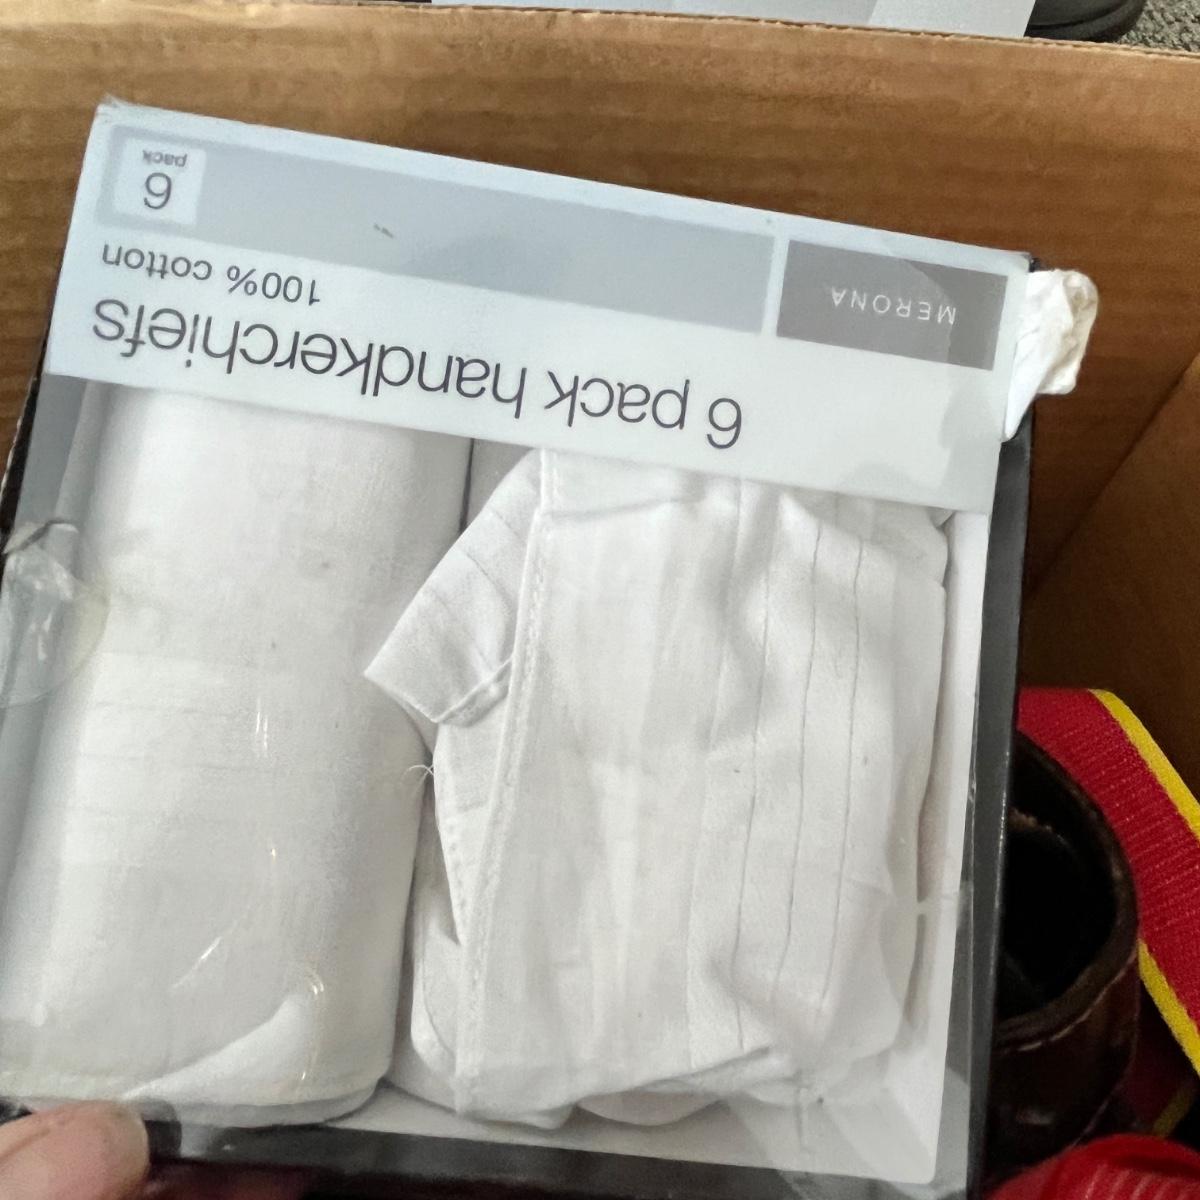 MERONA
6 pack handkerchiefs
100% cotton
6
pack